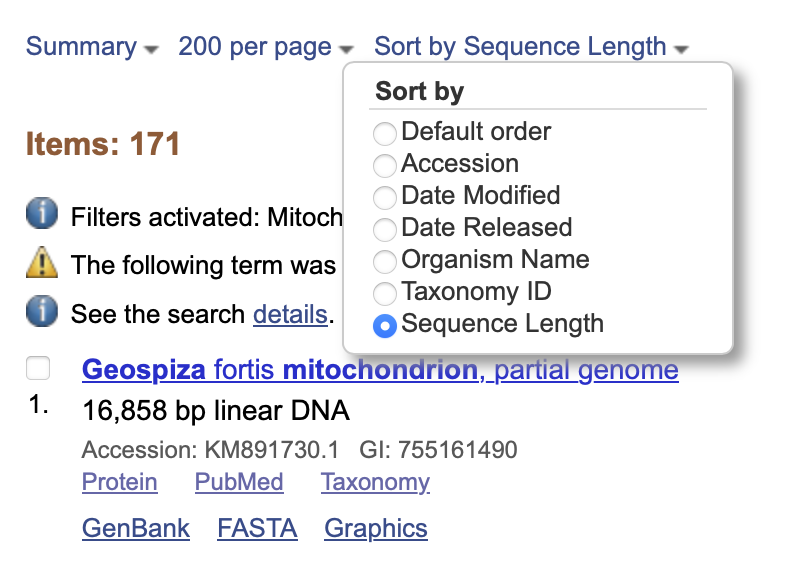 Summary 200 per page Sort by Sequence Length
Sort by
Default order
Accession
Date Modified
Date Released
Organism Name
Taxonomy ID
Sequence Length
Items: 171
Filters activated: Mitoch
The following term was
See the search details.
Geospiza fortis mitochondrion, partial genome
1. 16,858 bp linear DNA
Accession: KM891730.1 GI: 755161490
Protein PubMed Taxonomy
GenBank FASTA Graphics